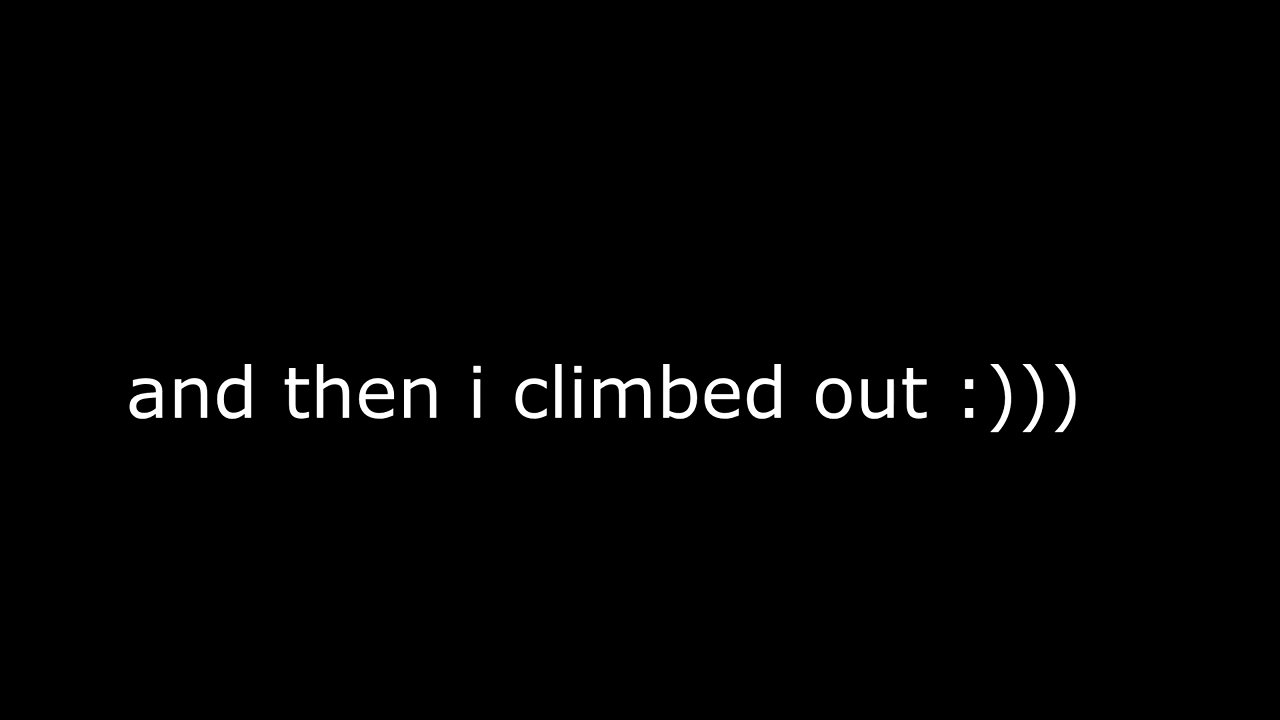 and then i climbed out :)))